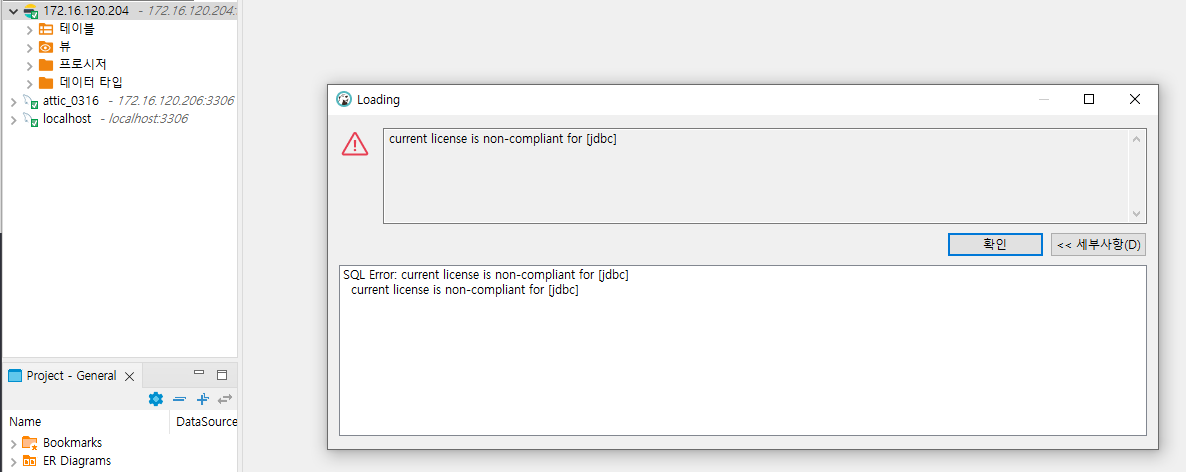 172.16.120.204 - 172.16.120.204:
테이블
뷰
프로시저
데이터 타입
attic_0316 - 172.16.120.206:3306
localhost - localhost:3306
Loading
current license is non-compliant for [jdbc]
확인
<< 세부사항(D)
SQL Error: current license is non-compliant for [jdbc]
current license is non-compliant for [jdbc]
Project - General
Name DataSource
Bookmarks
ER Diagrams